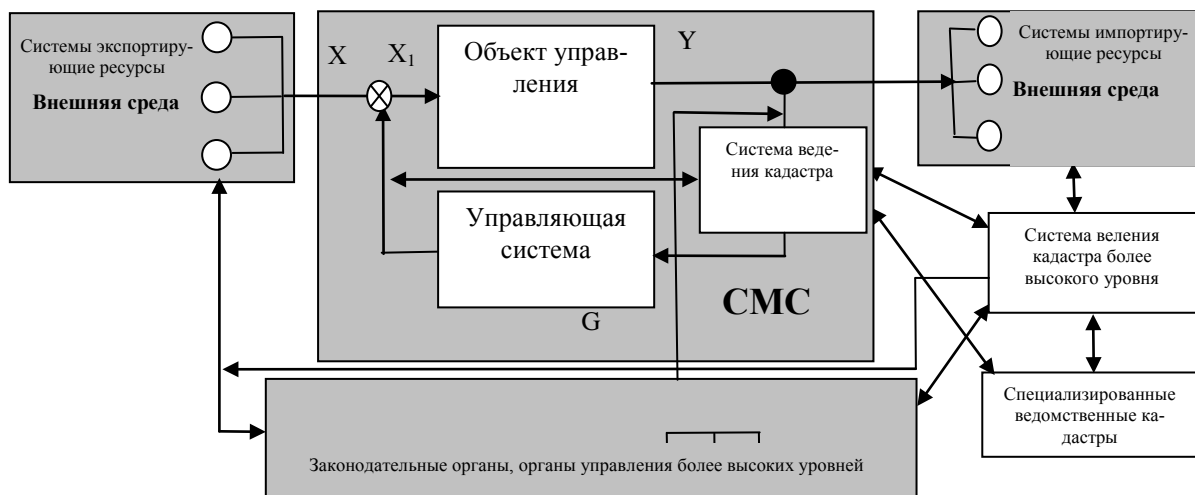 Системы экспортирую-
ющие ресурсы
Внешняя среда
X
X1
Объект управ-
ления
Y
Системы импортиру-
ющие ресурсы
Внешняя среда
Система веде-
ния кадастра
Управляющая
система
G
СМС
Система веления
кадастра более
высокого уровня
Специализированные
ведомственные ка-
дастры
Законодательные органы, органы управления более высоких уровней